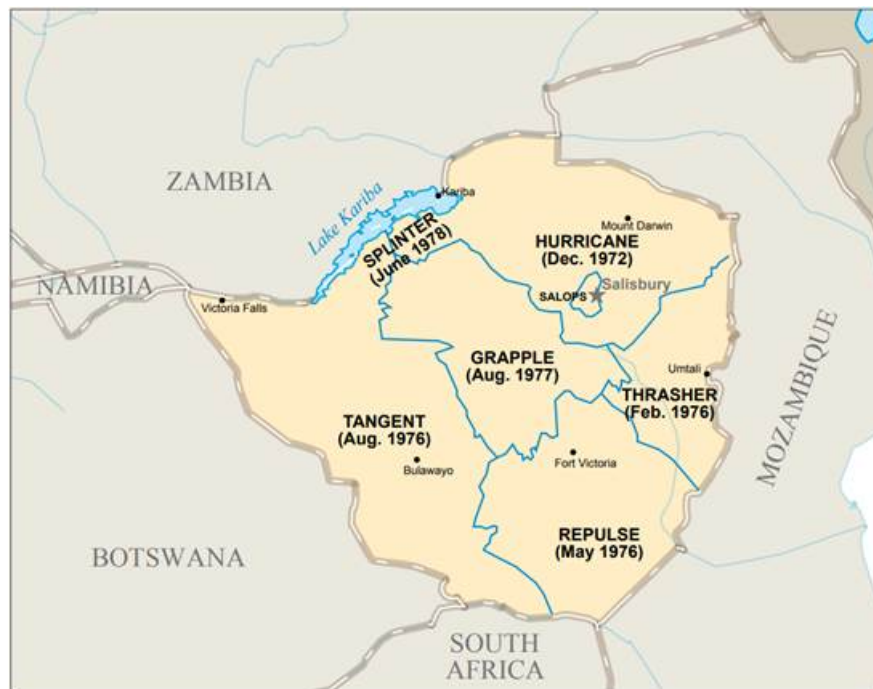 ZAMBIA
Lake Kariba
Kariba
SPLINTER
(June 1978)
Mount Darwin
HURRICANE
(Dec. 1972)
NAMIBIA
Victoria Falls
SALOPS
Salisbury
GRAPPLE
(Aug. 1977)
Umtali
THRASHER
(Feb. 1976)
MOZAMBIQUE
TANGENT
(Aug. 1976)
Bulawayo
Fort Victoria
REPULSE
(May 1976)
BOTSWANA
SOUTH
AFRICA